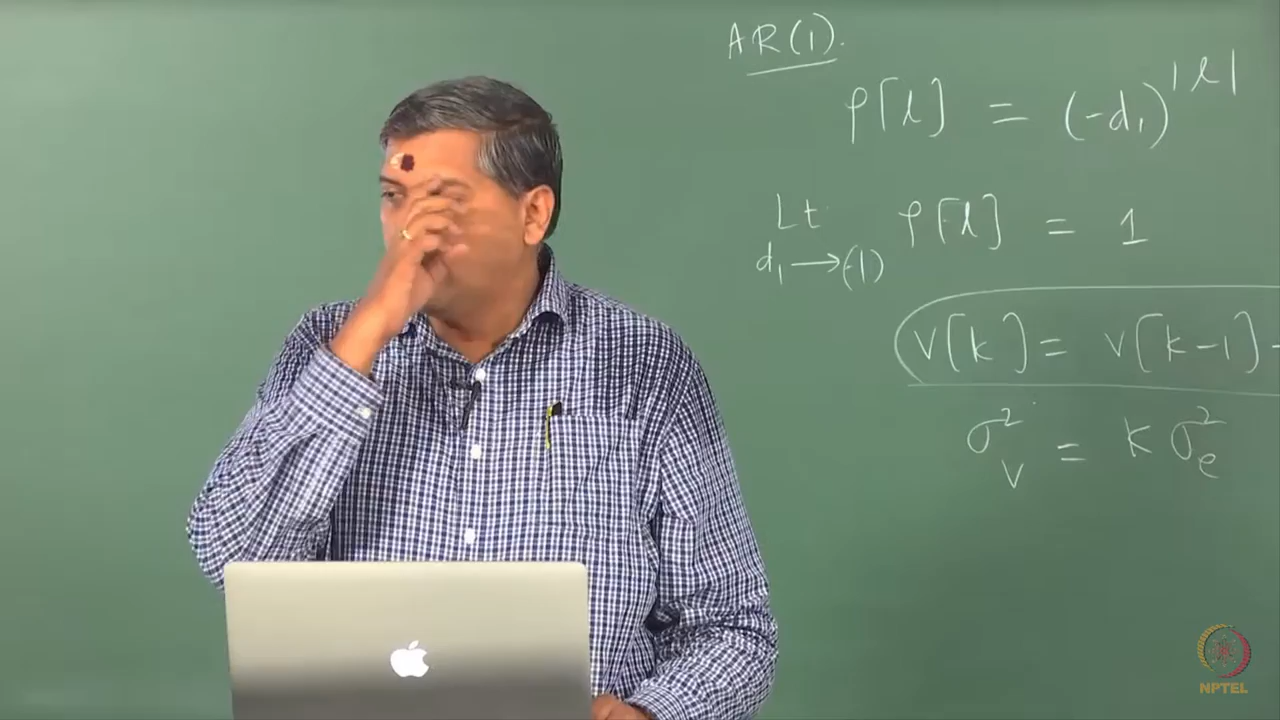 AR(1).
ρ[l] = (-d₁)^|l|
Lt ρ[l] = 1
d₁ → (-1)
v[k] = v[k-1] -
σ²ᵥ = k σ²ₑ
NPTEL